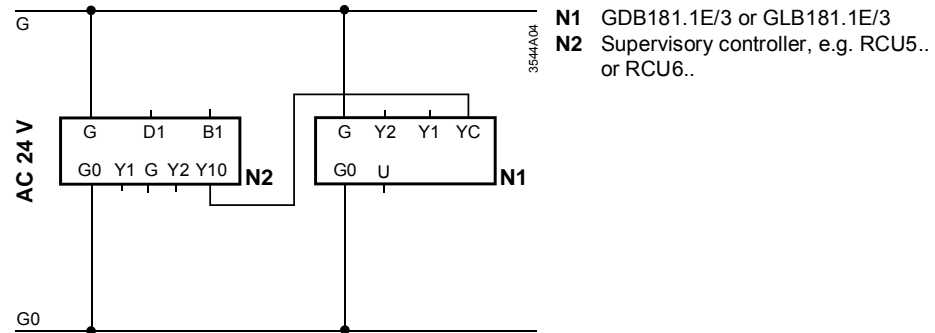 G
N1 GDB181.1E/3 or GLB181.1E/3
N2 Supervisory controller, e.g. RCU5..
or RCU6..
3544A04
AC 24 V
G D1 B1
G0 Y1 G Y2 Y10
N2
G Y2 Y1 YC
G0 U
N1
G0